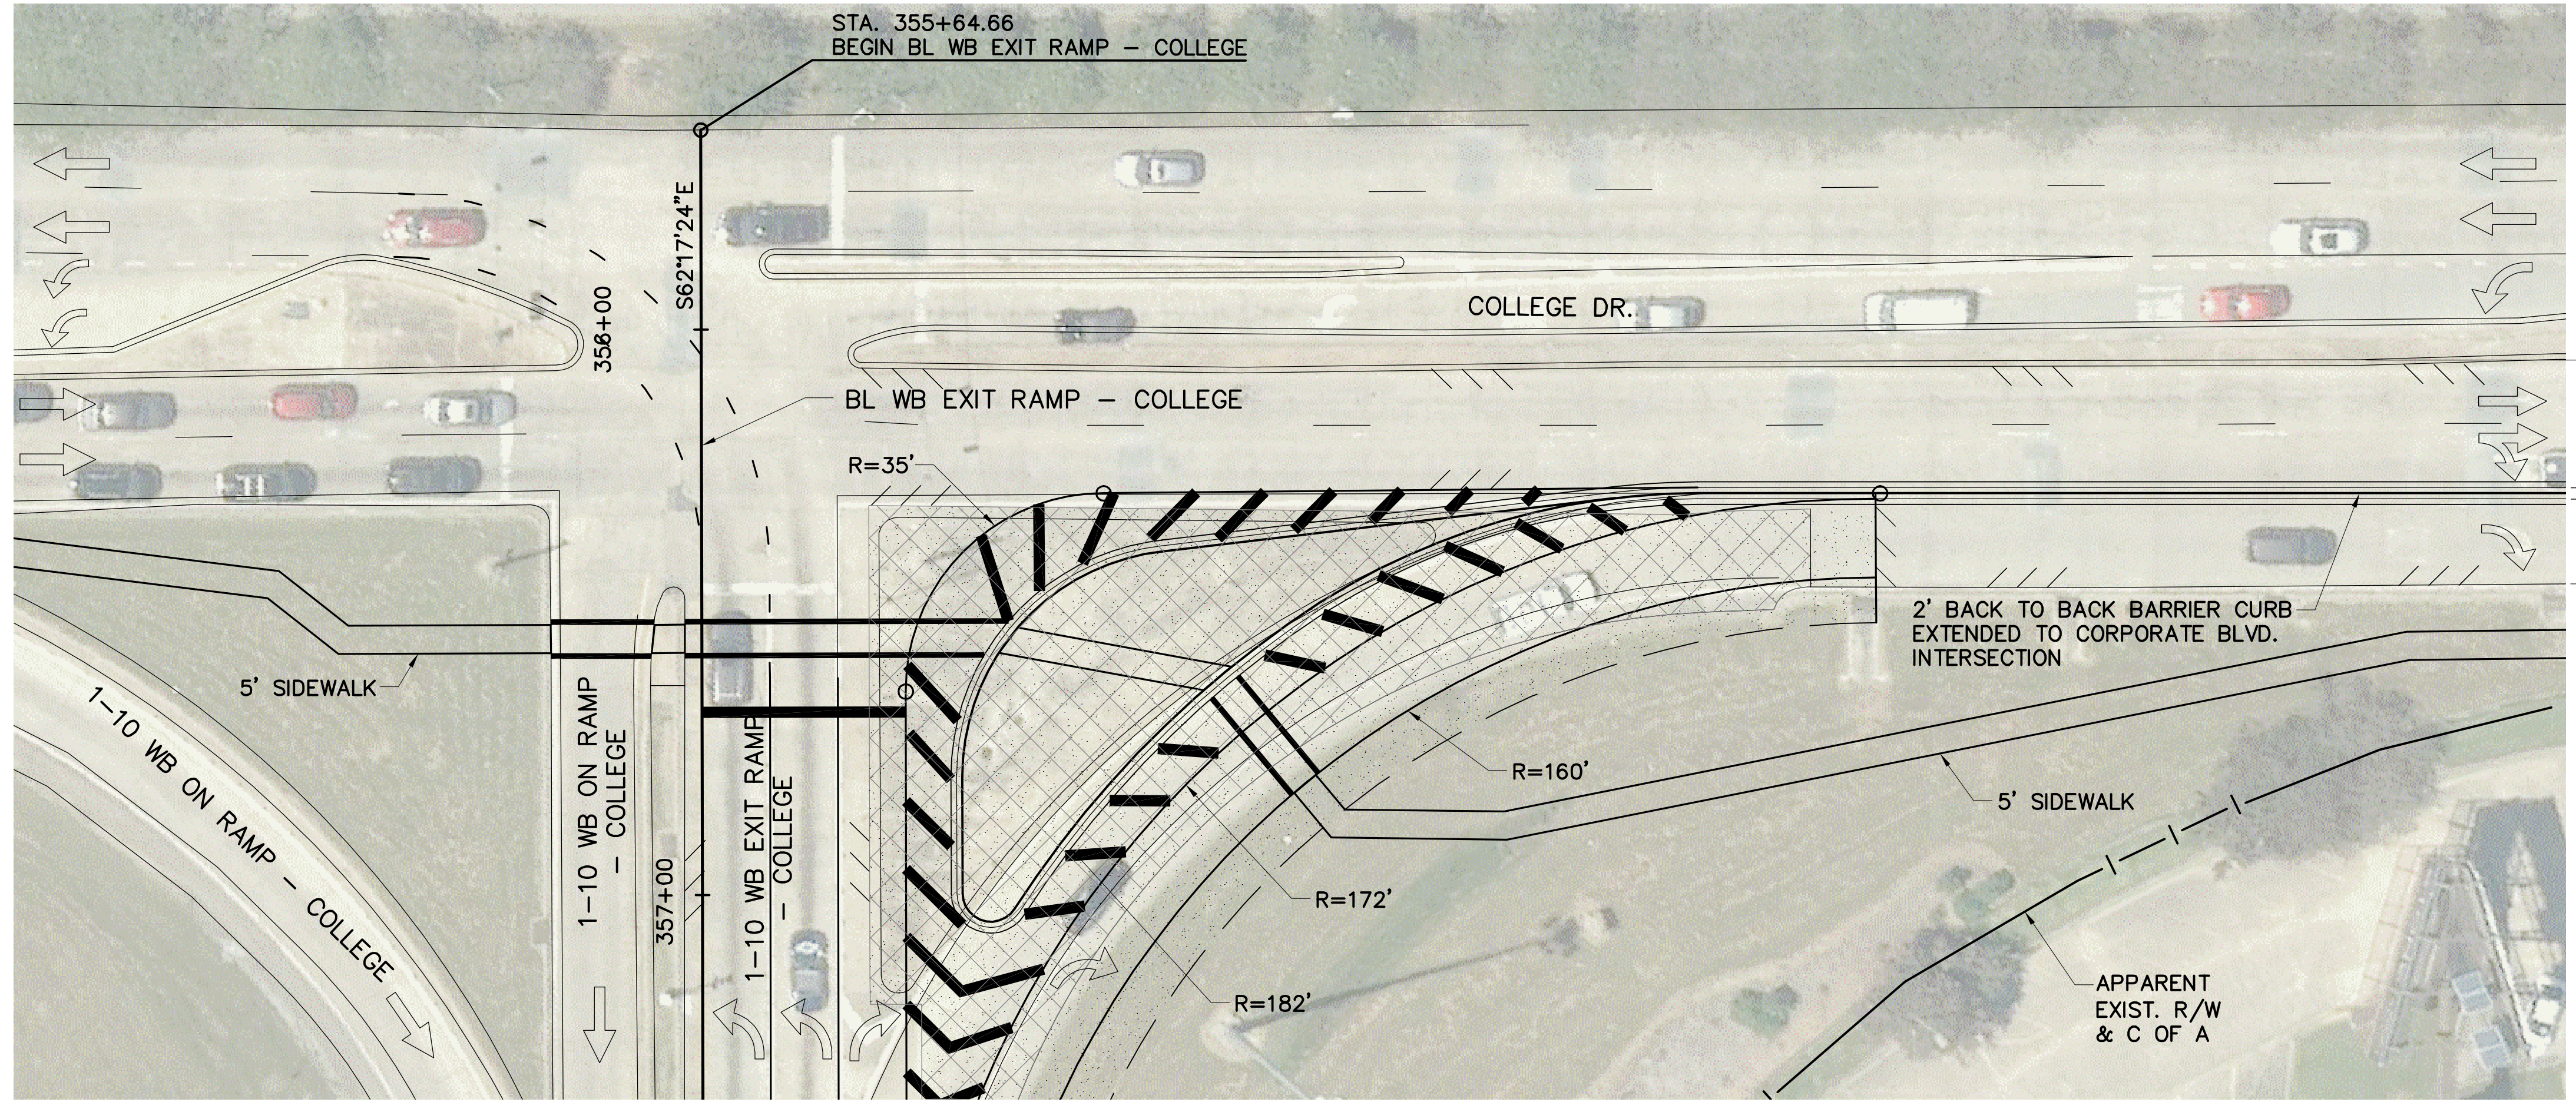 STA. 355+64.66
BEGIN BL WB EXIT RAMP – COLLEGE
S62°17'24"E
356+00
COLLEGE DR.
BL WB EXIT RAMP – COLLEGE
R=35'
2' BACK TO BACK BARRIER CURB
EXTENDED TO CORPORATE BLVD.
INTERSECTION
5' SIDEWALK
1-10 WB ON RAMP – COLLEGE
1-10 WB ON RAMP
– COLLEGE
357+00
1-10 WB EXIT RAMP
– COLLEGE
R=160'
5' SIDEWALK
R=172'
R=182'
APPARENT
EXIST. R/W
& C OF A